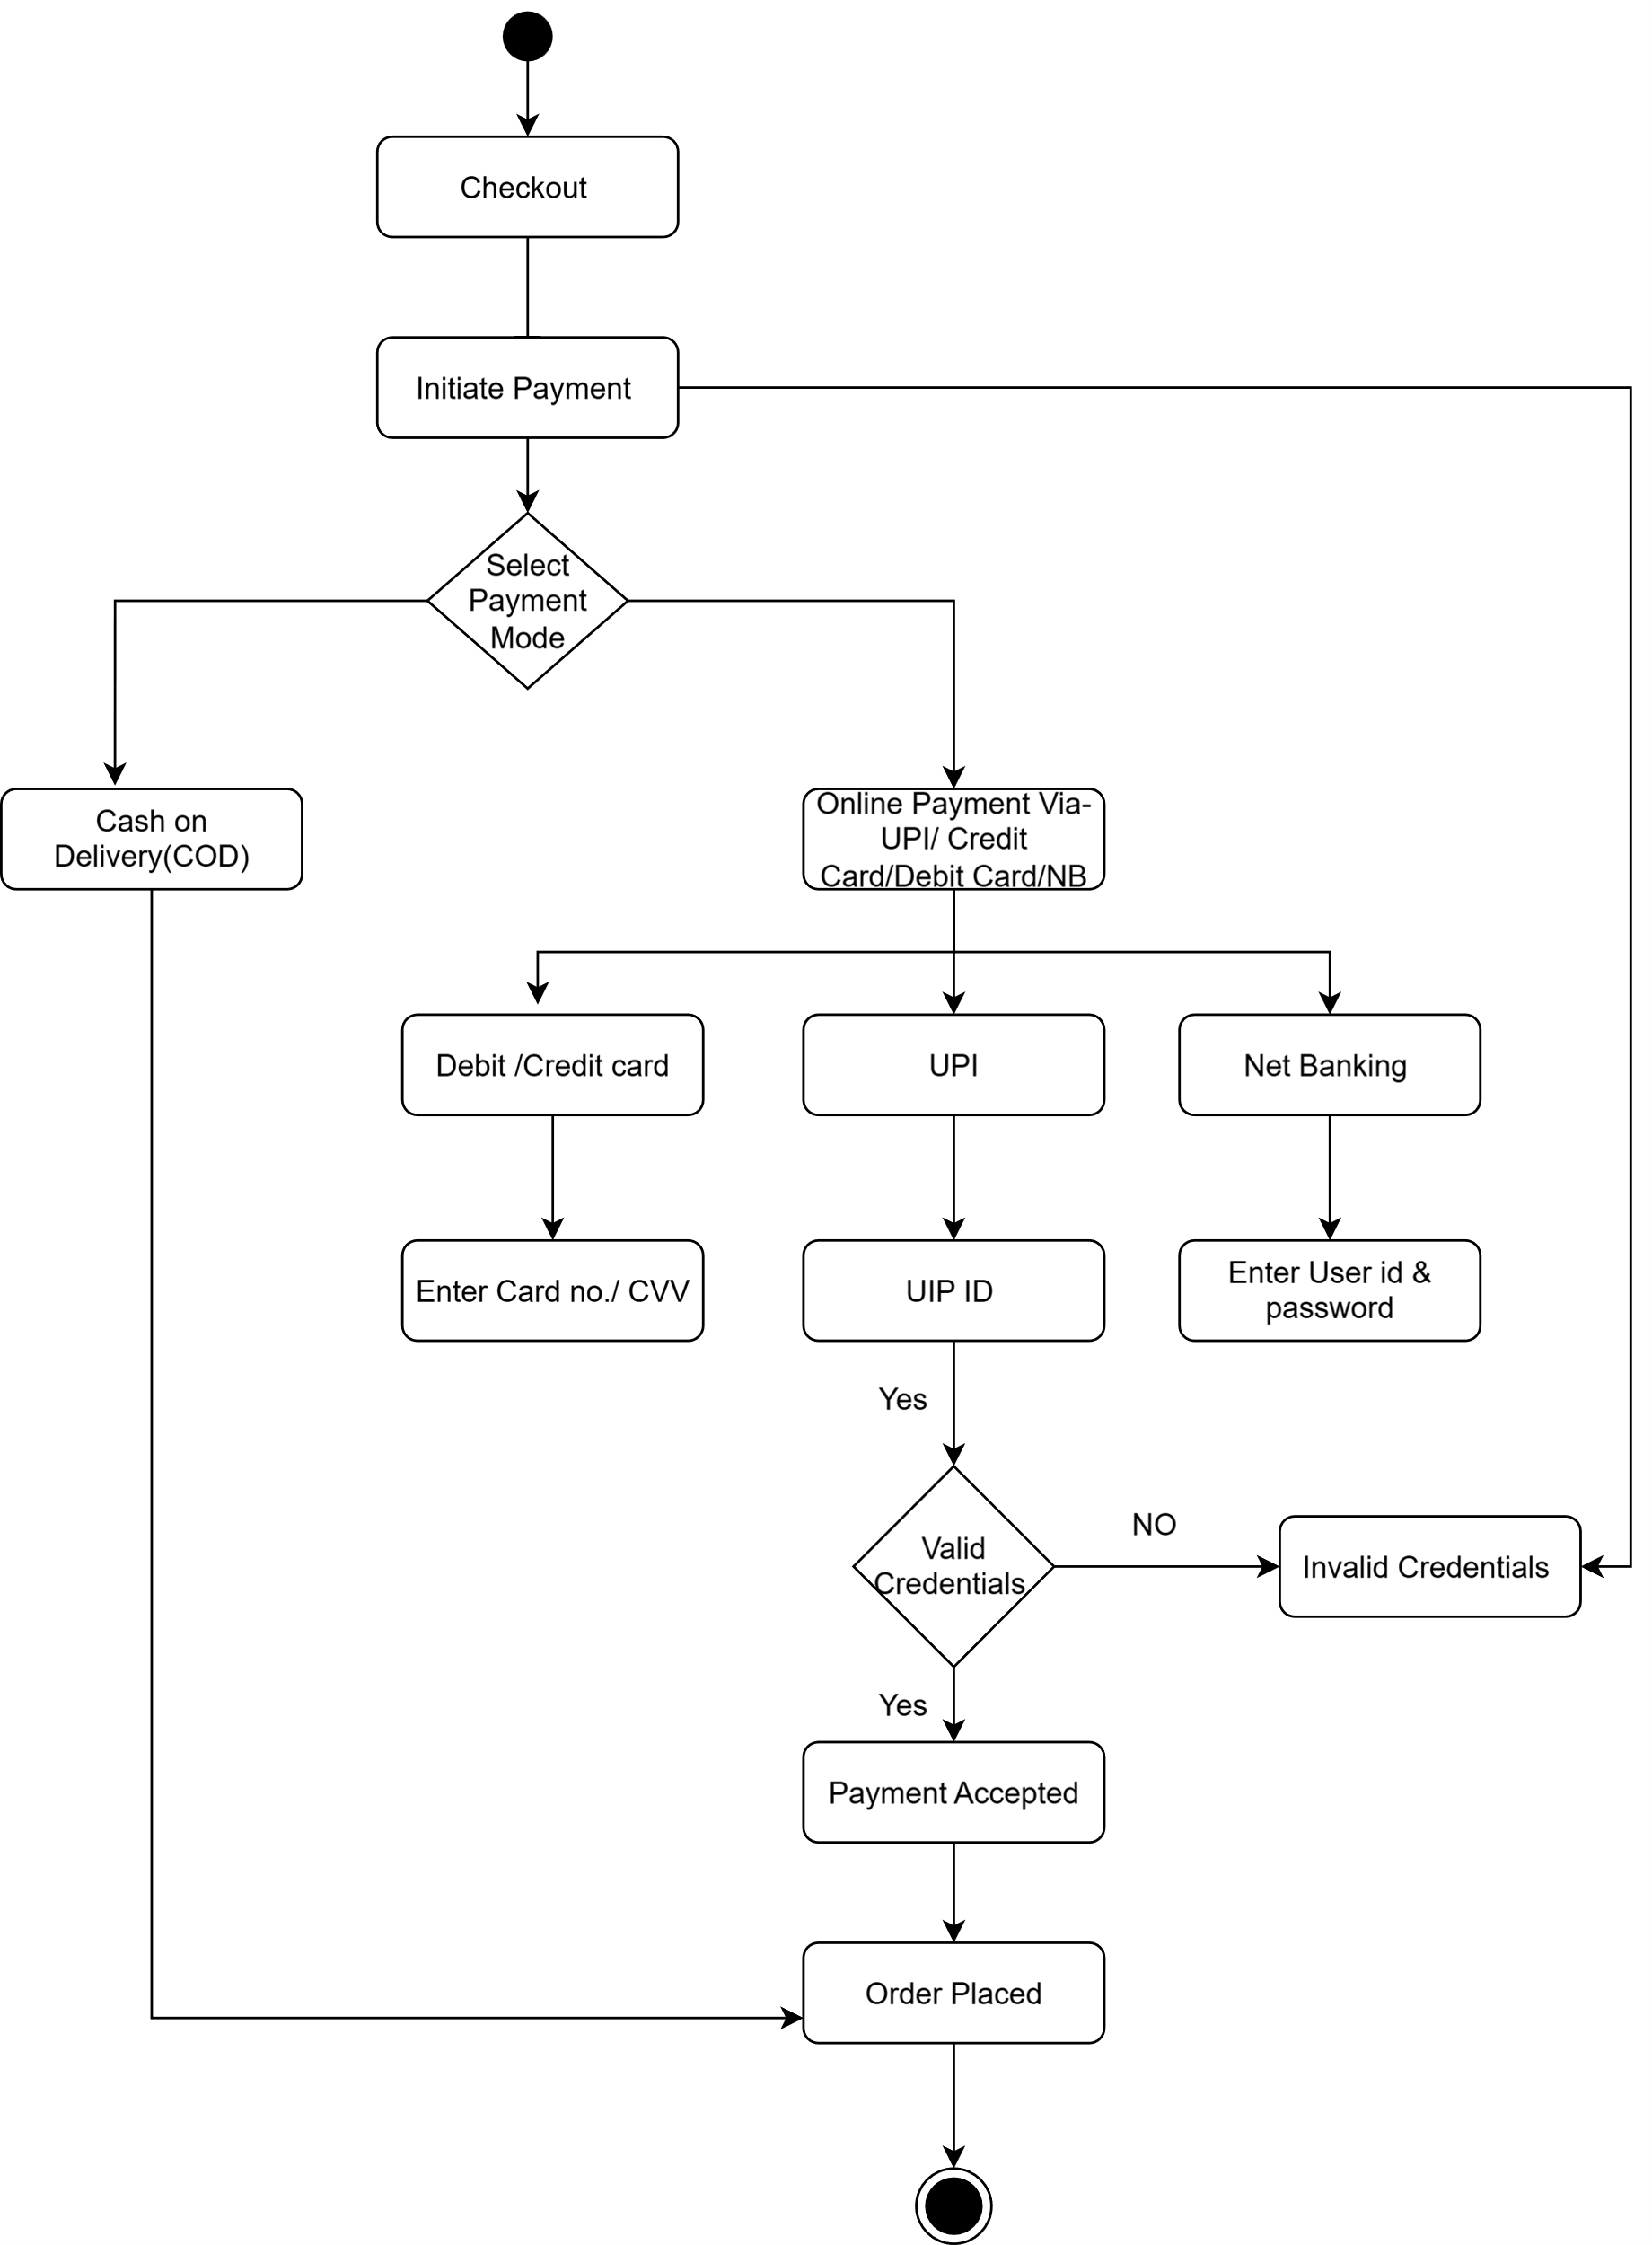 Checkout
Initiate Payment
Select
Payment
Mode
Cash on
Delivery(COD)
Online Payment Via-
UPI/ Credit
Card/Debit Card/NB
Debit /Credit card
UPI
Net Banking
Enter Card no./ CVV
UIP ID
Enter User id &
password
Yes
Valid
Credentials
NO
Invalid Credentials
Yes
Payment Accepted
Order Placed